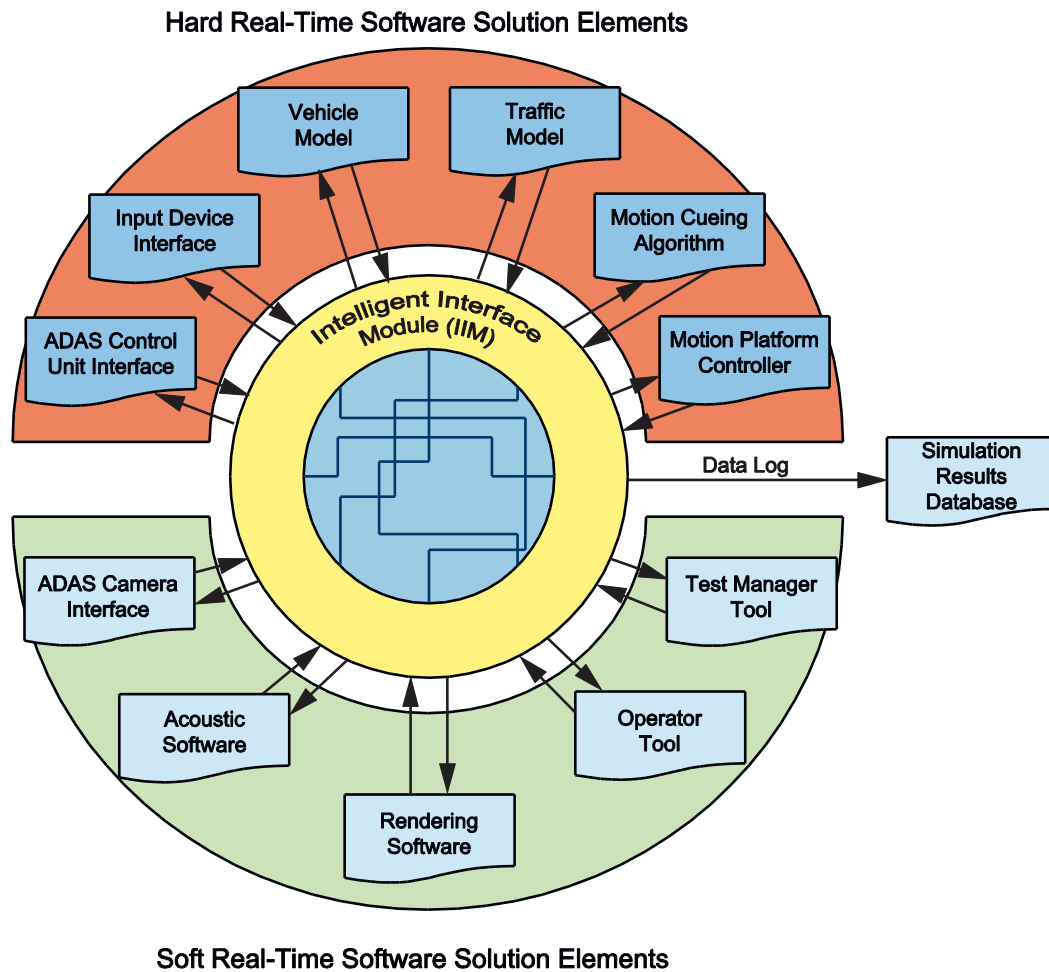 Hard Real-Time Software Solution Elements
Vehicle
Model
Traffic
Model
Input Device
Interface
Motion Cueing
Algorithm
ADAS Control
Unit Interface
Motion Platform
Controller
Intelligent Interface
Module (IIM)
Data Log
Simulation
Results
Database
ADAS Camera
Interface
Test Manager
Tool
Acoustic
Software
Operator
Tool
Rendering
Software
Soft Real-Time Software Solution Elements